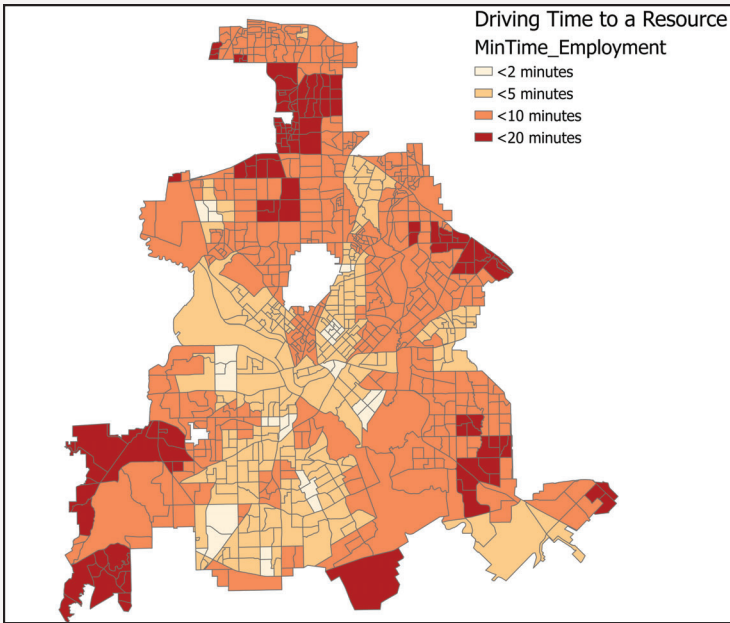 Driving Time to a Resource
MinTime_Employment
<2 minutes
<5 minutes
<10 minutes
<20 minutes